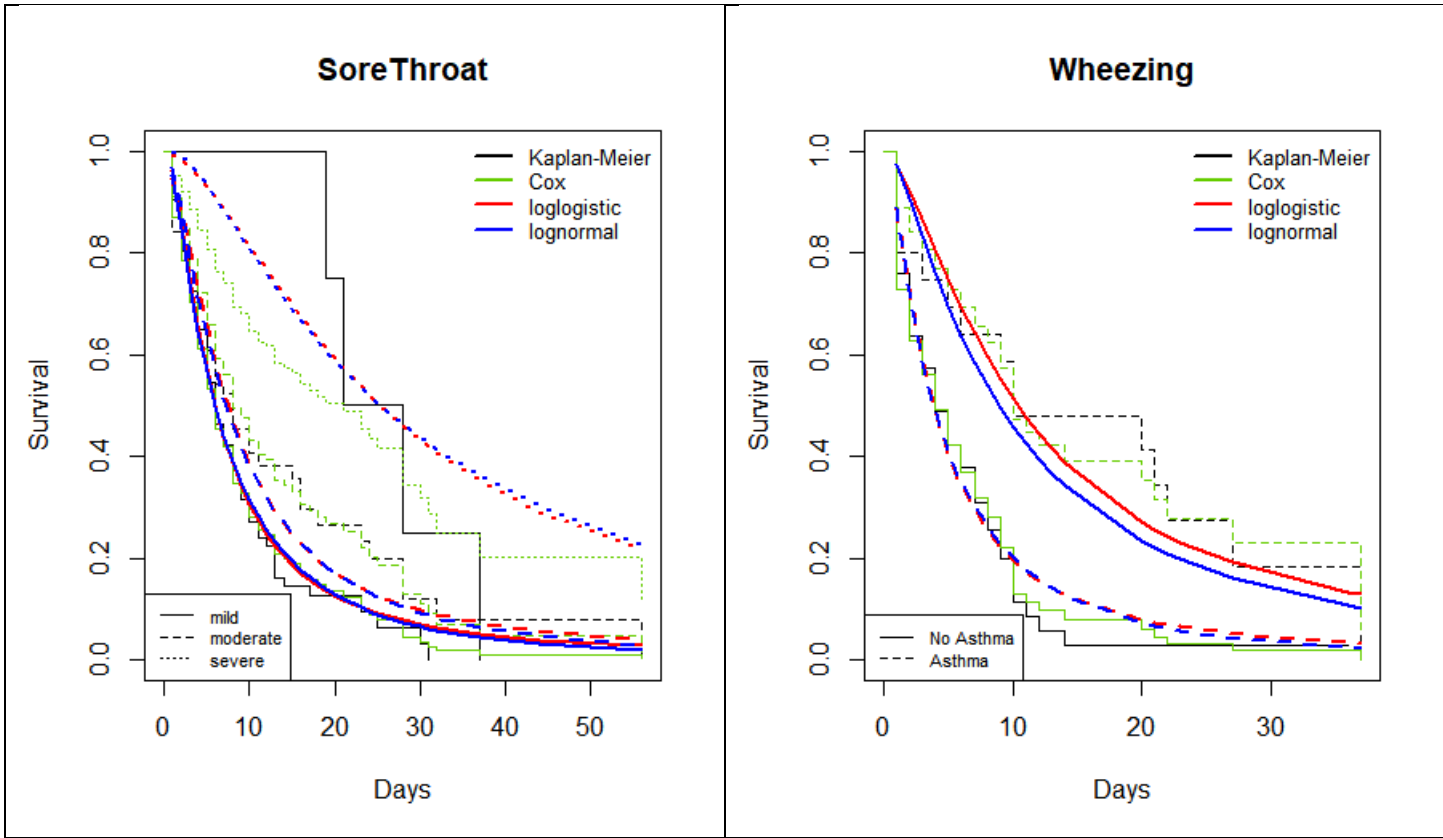 SoreThroat
Kaplan-Meier
Cox
loglogistic
lognormal
1.0
0.8
0.6
0.4
0.2
0.0
Survival
mild
moderate
severe
0 10 20 30 40 50
Days
Wheezing
Kaplan-Meier
Cox
loglogistic
lognormal
1.0
0.8
0.6
0.4
0.2
0.0
Survival
No Asthma
Asthma
0 10 20 30
Days